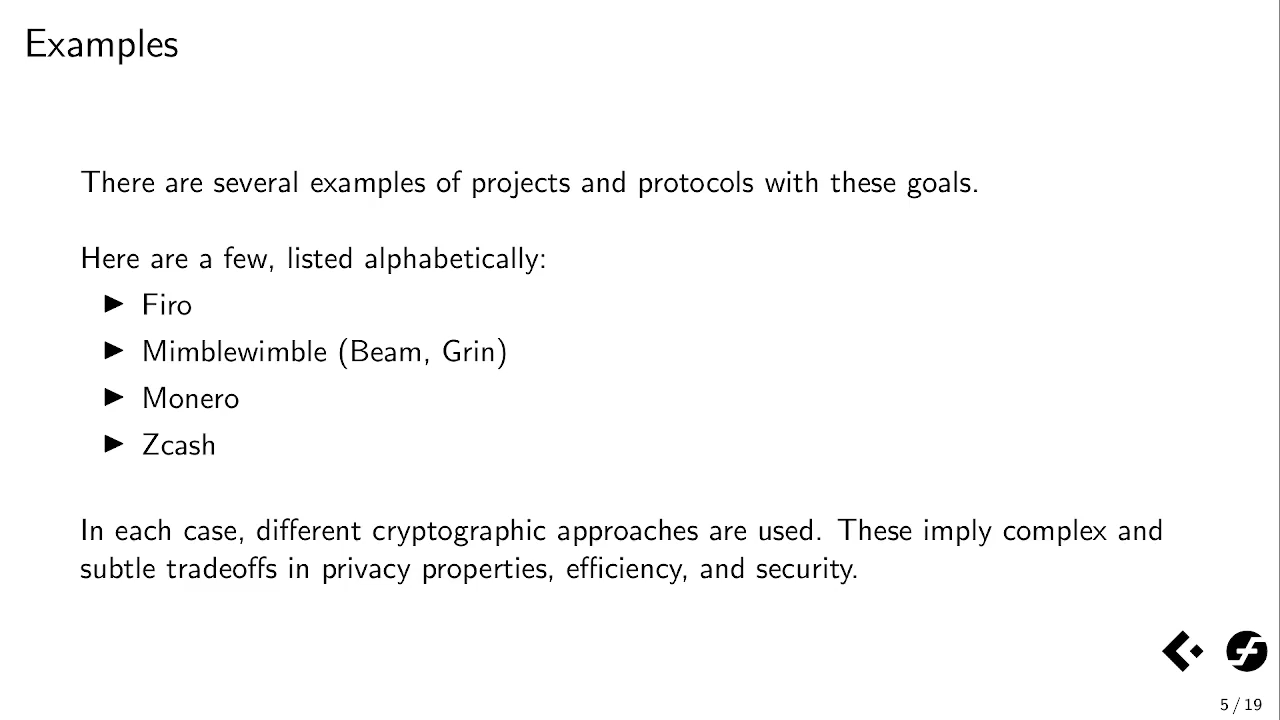 Examples
There are several examples of projects and protocols with these goals.
Here are a few, listed alphabetically:
▶ Firo
▶ Mimblewimble (Beam, Grin)
▶ Monero
▶ Zcash
In each case, different cryptographic approaches are used. These imply complex and
subtle tradeoffs in privacy properties, efficiency, and security.
5 / 19